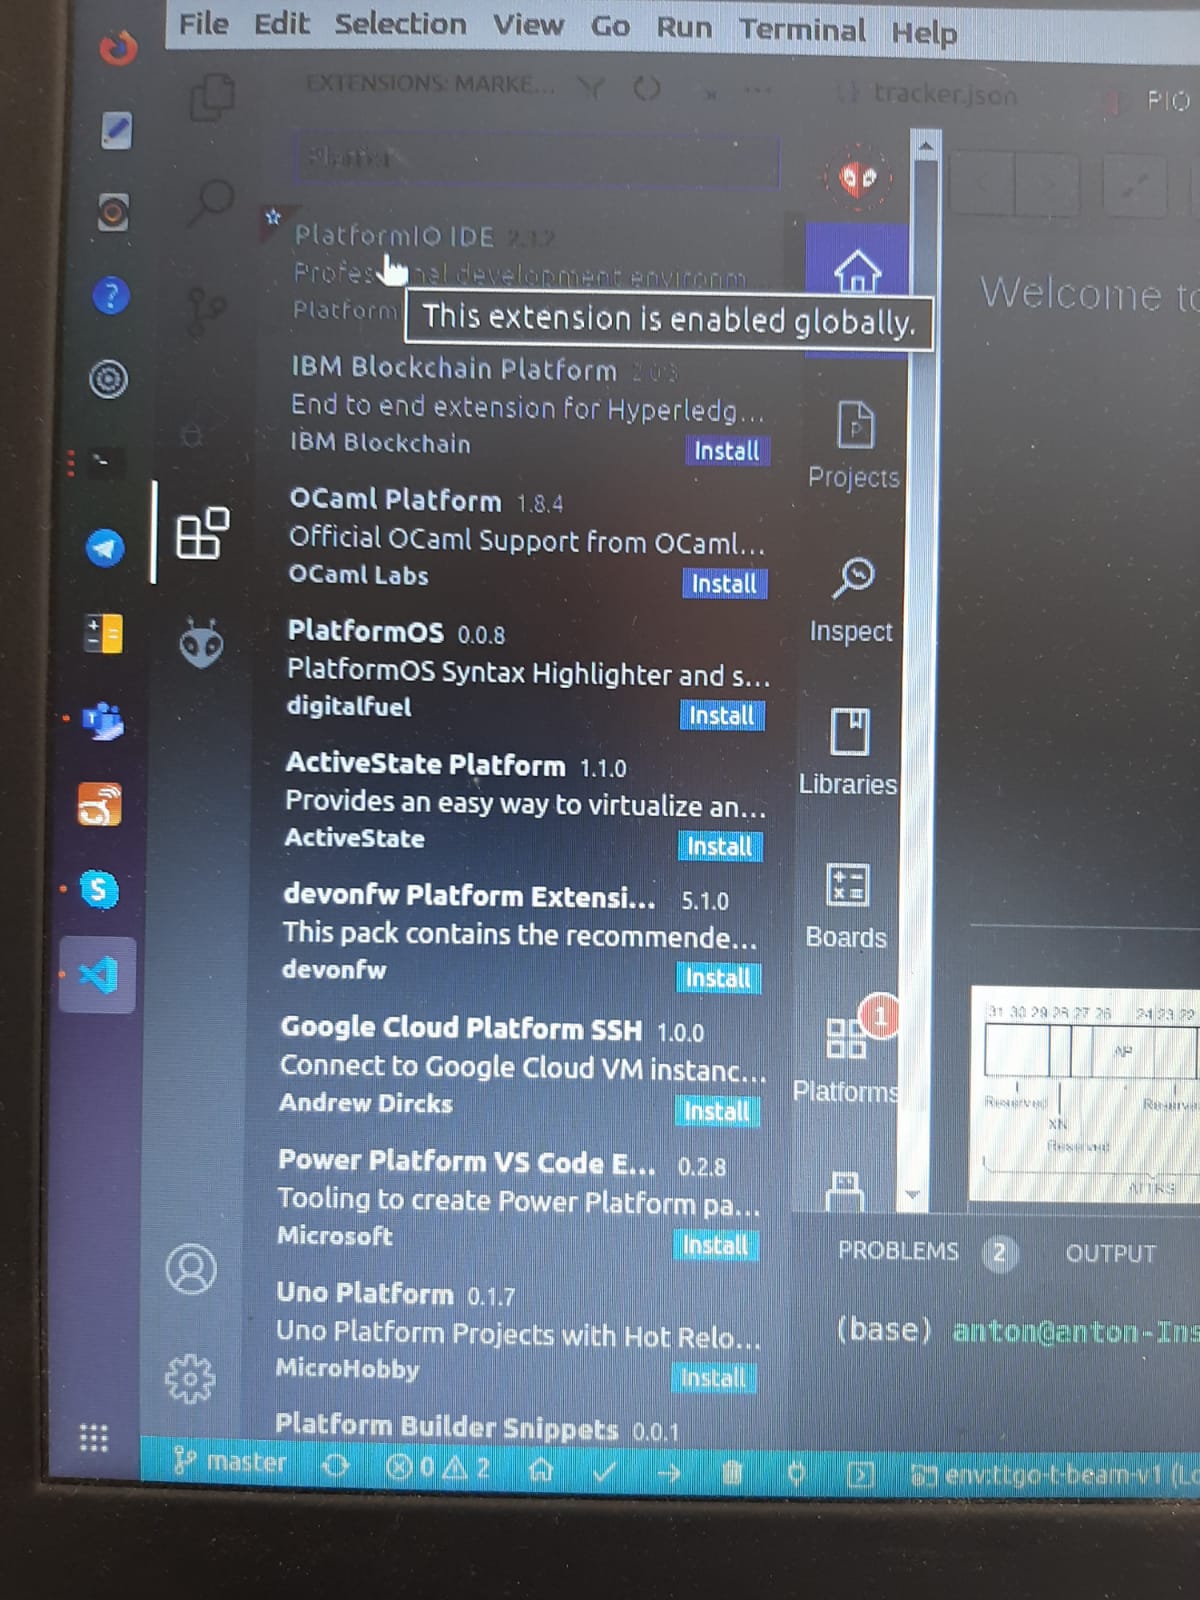 File Edit Selection View Go Run Terminal Help
EXTENSIONS: MARKE...
tracker.json
PIO
PlatformIO IDE 2.3.2
Professional development environm...
Platform
This extension is enabled globally.
IBM Blockchain Platform
End to end extension for Hyperledg...
IBM Blockchain
Install
OCaml Platform 1.8.4
Official OCaml Support from OCaml...
OCaml Labs
Install
PlatformOS 0.0.8
PlatformOS Syntax Highlighter and s...
digitalfuel
Install
ActiveState Platform 1.1.0
Provides an easy way to virtualize an...
ActiveState
Install
devonfw Platform Extensi... 5.1.0
This pack contains the recommende...
devonfw
Install
Google Cloud Platform SSH 1.0.0
Connect to Google Cloud VM instanc...
Andrew Dircks
Install
Power Platform VS Code E... 0.2.8
Tooling to create Power Platform pa...
Microsoft
Install
Uno Platform 0.1.7
Uno Platform Projects with Hot Relo...
MicroHobby
Install
Platform Builder Snippets 0.0.1
Projects
Inspect
Libraries
Boards
1
Platforms
Welcome to
31 30 29 28 27 26 24 23 22
AP
Reserved
XN
Reserved
ATTRS
PROBLEMS 2 OUTPUT
(base) anton@anton-Ins
master 0 2 env:ttgo-t-beam-v1 (Lo